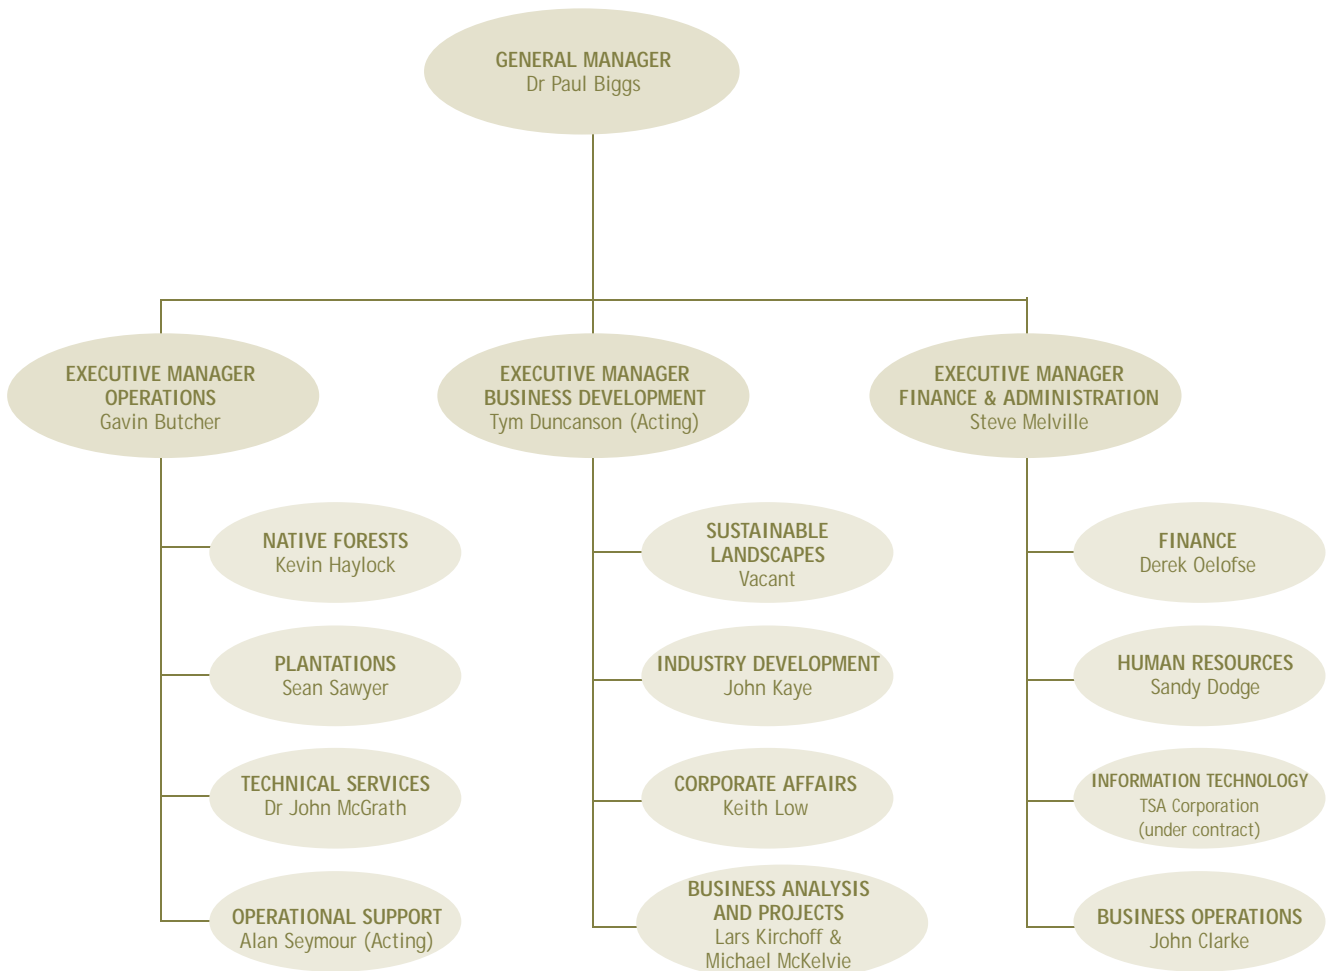 GENERAL MANAGER
Dr Paul Biggs
EXECUTIVE MANAGER
OPERATIONS
Gavin Butcher
EXECUTIVE MANAGER
BUSINESS DEVELOPMENT
Tym Duncanson (Acting)
EXECUTIVE MANAGER
FINANCE & ADMINISTRATION
Steve Melville
NATIVE FORESTS
Kevin Haylock
PLANTATIONS
Sean Sawyer
TECHNICAL SERVICES
Dr John McGrath
OPERATIONAL SUPPORT
Alan Seymour (Acting)
SUSTAINABLE
LANDSCAPES
Vacant
INDUSTRY DEVELOPMENT
John Kaye
CORPORATE AFFAIRS
Keith Low
BUSINESS ANALYSIS
AND PROJECTS
Lars Kirchoff &
Michael McKelvie
FINANCE
Derek Oelofse
HUMAN RESOURCES
Sandy Dodge
INFORMATION TECHNOLOGY
TSA Corporation
(under contract)
BUSINESS OPERATIONS
John Clarke